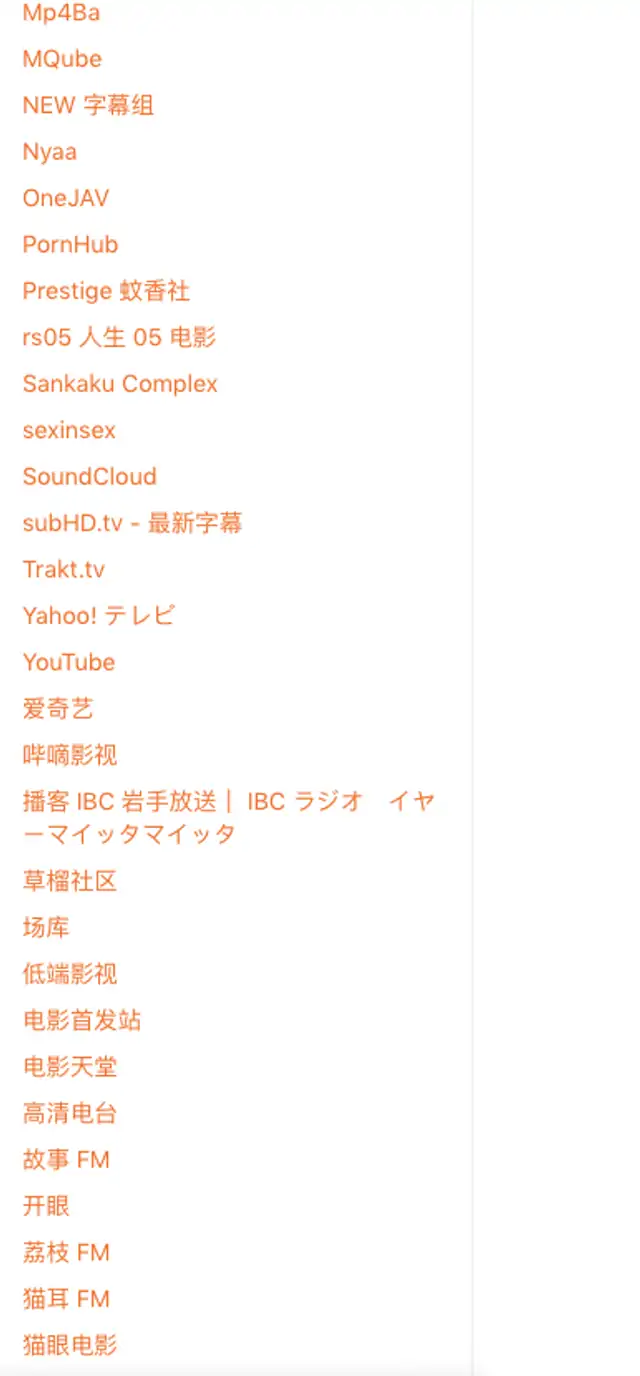 Mp4Ba
MQube
NEW 字幕组
Nyaa
OneJAV
PornHub
Prestige 蚊香社
rs05 人生 05 电影
Sankaku Complex
sexinsex
SoundCloud
subHD.tv - 最新字幕
Trakt.tv
Yahoo! テレビ
YouTube
爱奇艺
哔嘀影视
播客 IBC 岩手放送｜ IBC ラジオ　イヤ
ーマイッタマイッタ
草榴社区
场库
低端影视
电影首发站
电影天堂
高清电台
故事 FM
开眼
荔枝 FM
猫耳 FM
猫眼电影